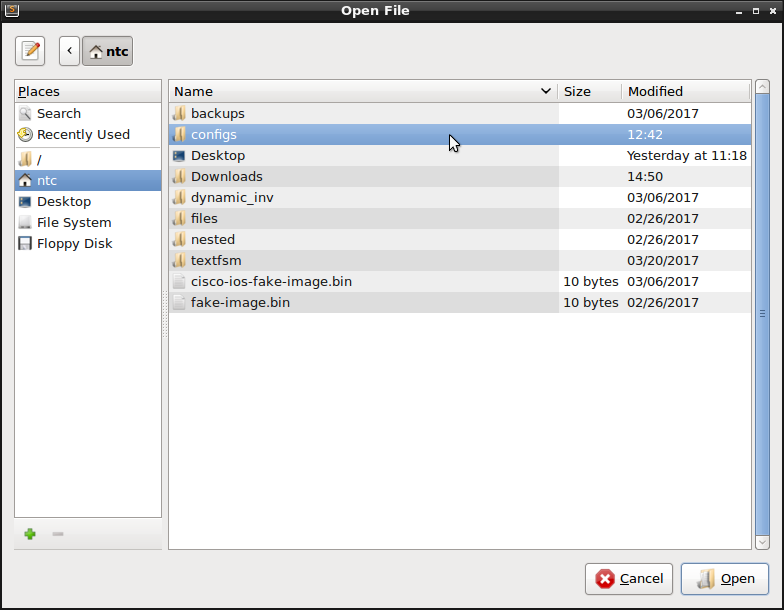 Open File
ntc
Places
Search
Recently Used
/
ntc
Desktop
File System
Floppy Disk
Name Size Modified
backups 03/06/2017
configs 12:42
Desktop Yesterday at 11:18
Downloads 14:50
dynamic_inv 03/06/2017
files 02/26/2017
nested 02/26/2017
textfsm 03/20/2017
cisco-ios-fake-image.bin 10 bytes 03/06/2017
fake-image.bin 10 bytes 02/26/2017
Cancel Open